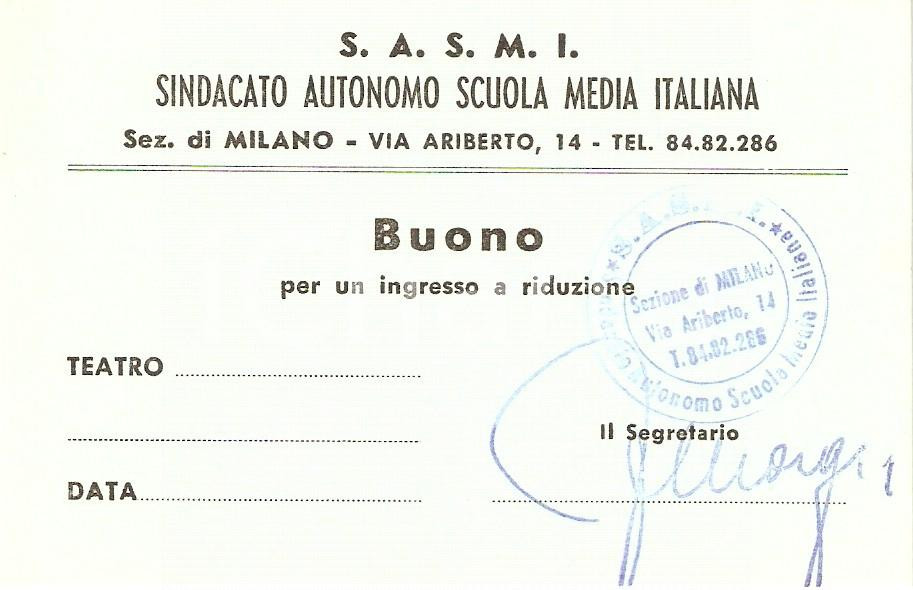 S. A. S. M. I.
SINDACATO AUTONOMO SCUOLA MEDIA ITALIANA
Sez. di MILANO - VIA ARIBERTO, 14 - TEL. 84.82.286
Buono
per un ingresso a riduzione
Sezione di MILANO
Via Ariberto, 14
T. 84.82.286
Autonomo Scuola Media Italiana
TEATRO
Il Segretario
DATA